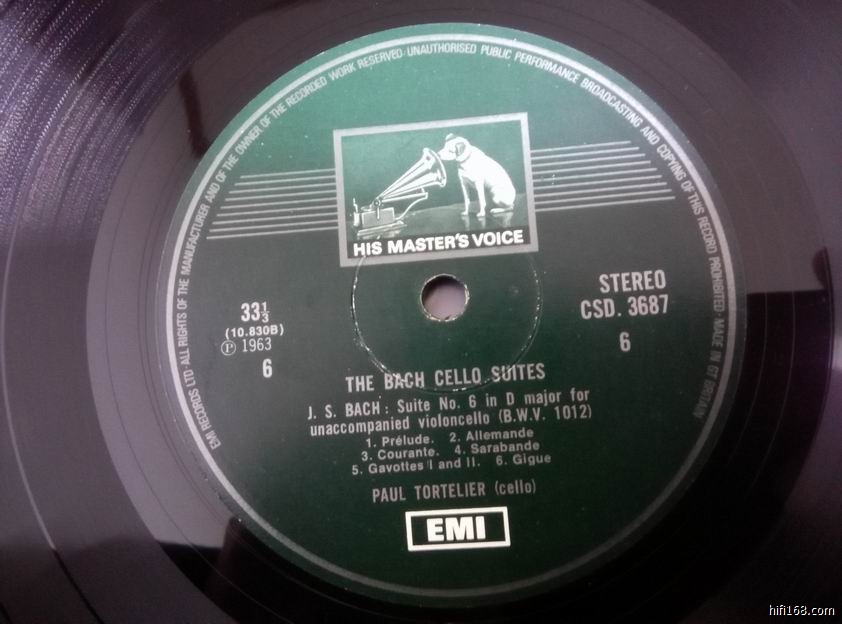 EMI RECORDS LTD·ALL RIGHTS OF THE MANUFACTURER AND OF THE OWNER OF THE RECORDED WORK RESERVED·UNAUTHORISED PUBLIC PERFORMANCE BROADCASTING AND COPYING OF THIS RECORD PROHIBITED·MADE IN GT BRITAIN
HIS MASTER'S VOICE
33⅓
(10.830B)
Ⓟ 1963
6
STEREO
CSD. 3687
6
THE BACH CELLO SUITES
J. S. BACH: Suite No. 6 in D major for
unaccompanied violoncello (B.W.V. 1012)
1. Prélude. 2. Allemande
3. Courante. 4. Sarabande
5. Gavottes I and II. 6. Gigue
PAUL TORTELIER (cello)
EMI
hifi168.com